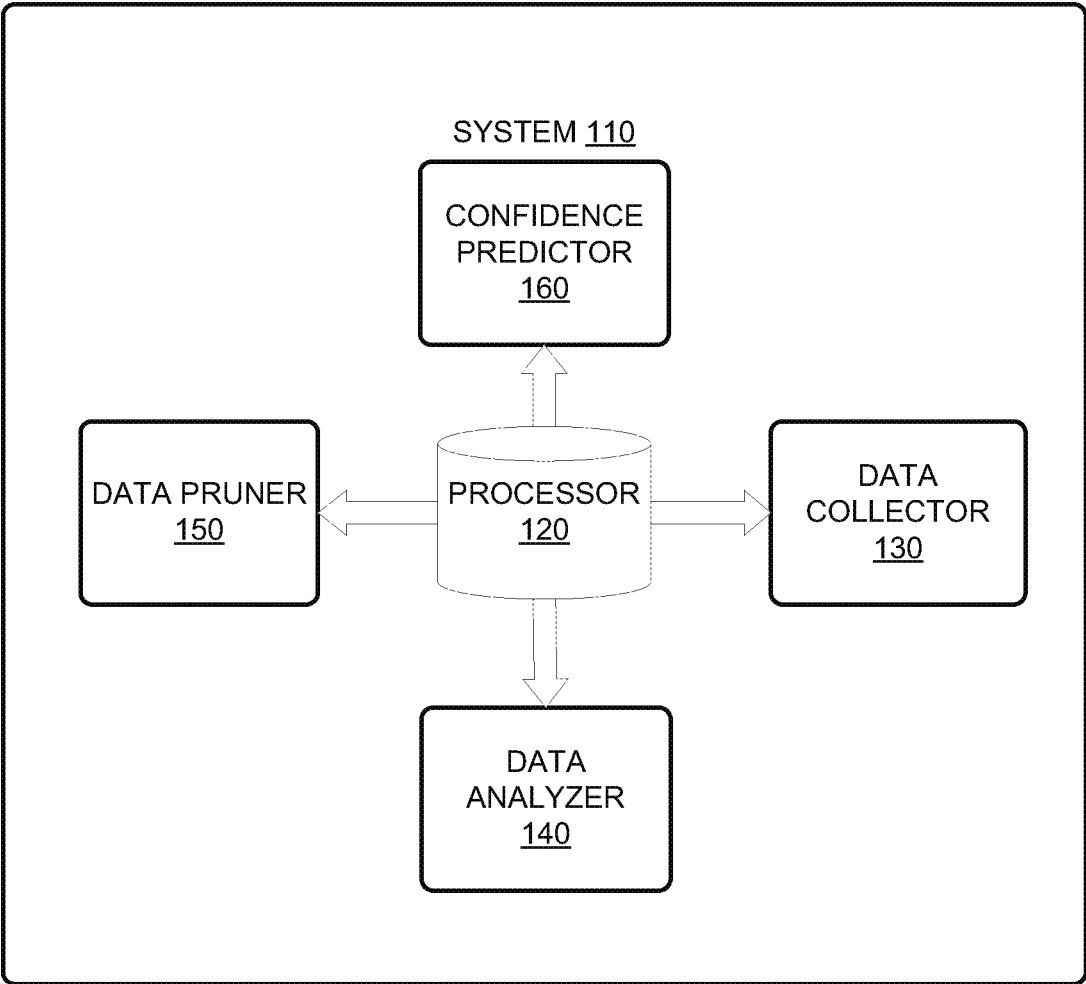 SYSTEM 110
CONFIDENCE
PREDICTOR
160
DATA PRUNER
150
PROCESSOR
120
DATA
COLLECTOR
130
DATA
ANALYZER
140